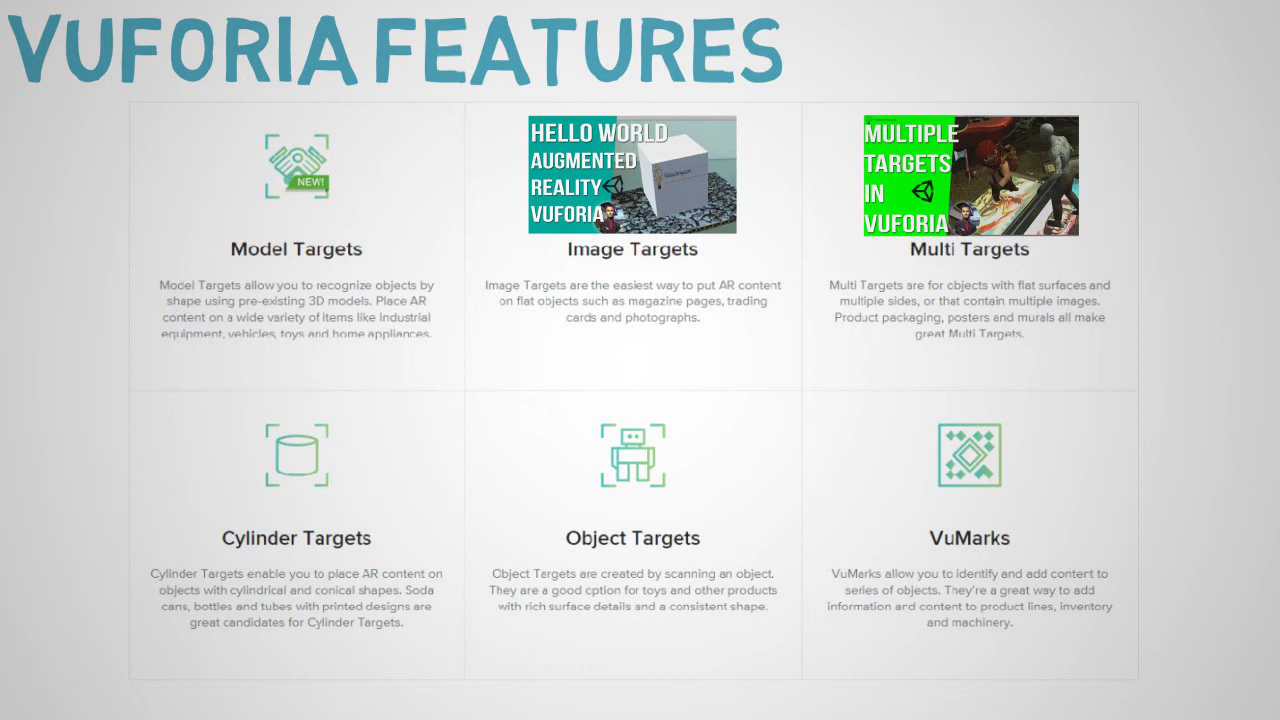 VUFORIA FEATURES
NEW!
Model Targets
Model Targets allow you to recognize objects by
shape using pre-existing 3D models. Place AR
content on a wide variety of items like industrial
equipment, vehicles, toys and home appliances.
HELLO WORLD
AUGMENTED
REALITY
VUFORIA
Image Targets
Image Targets are the easiest way to put AR content
on flat objects such as magazine pages, trading
cards and photographs.
MULTIPLE
TARGETS
IN
VUFORIA
Multi Targets
Multi Targets are for objects with flat surfaces and
multiple sides, or that contain multiple images.
Product packaging, posters and murals all make
great Multi Targets.
Cylinder Targets
Cylinder Targets enable you to place AR content on
objects with cylindrical and conical shapes. Soda
cans, bottles and tubes with printed designs are
great candidates for Cylinder Targets.
Object Targets
Object Targets are created by scanning an object.
They are a good cption for toys and other products
with rich surface details and a consistent shape.
VuMarks
VuMarks allow you to identify and add content to
series of objects. They're a great way to add
information and content to product lines, inventory
and machinery.